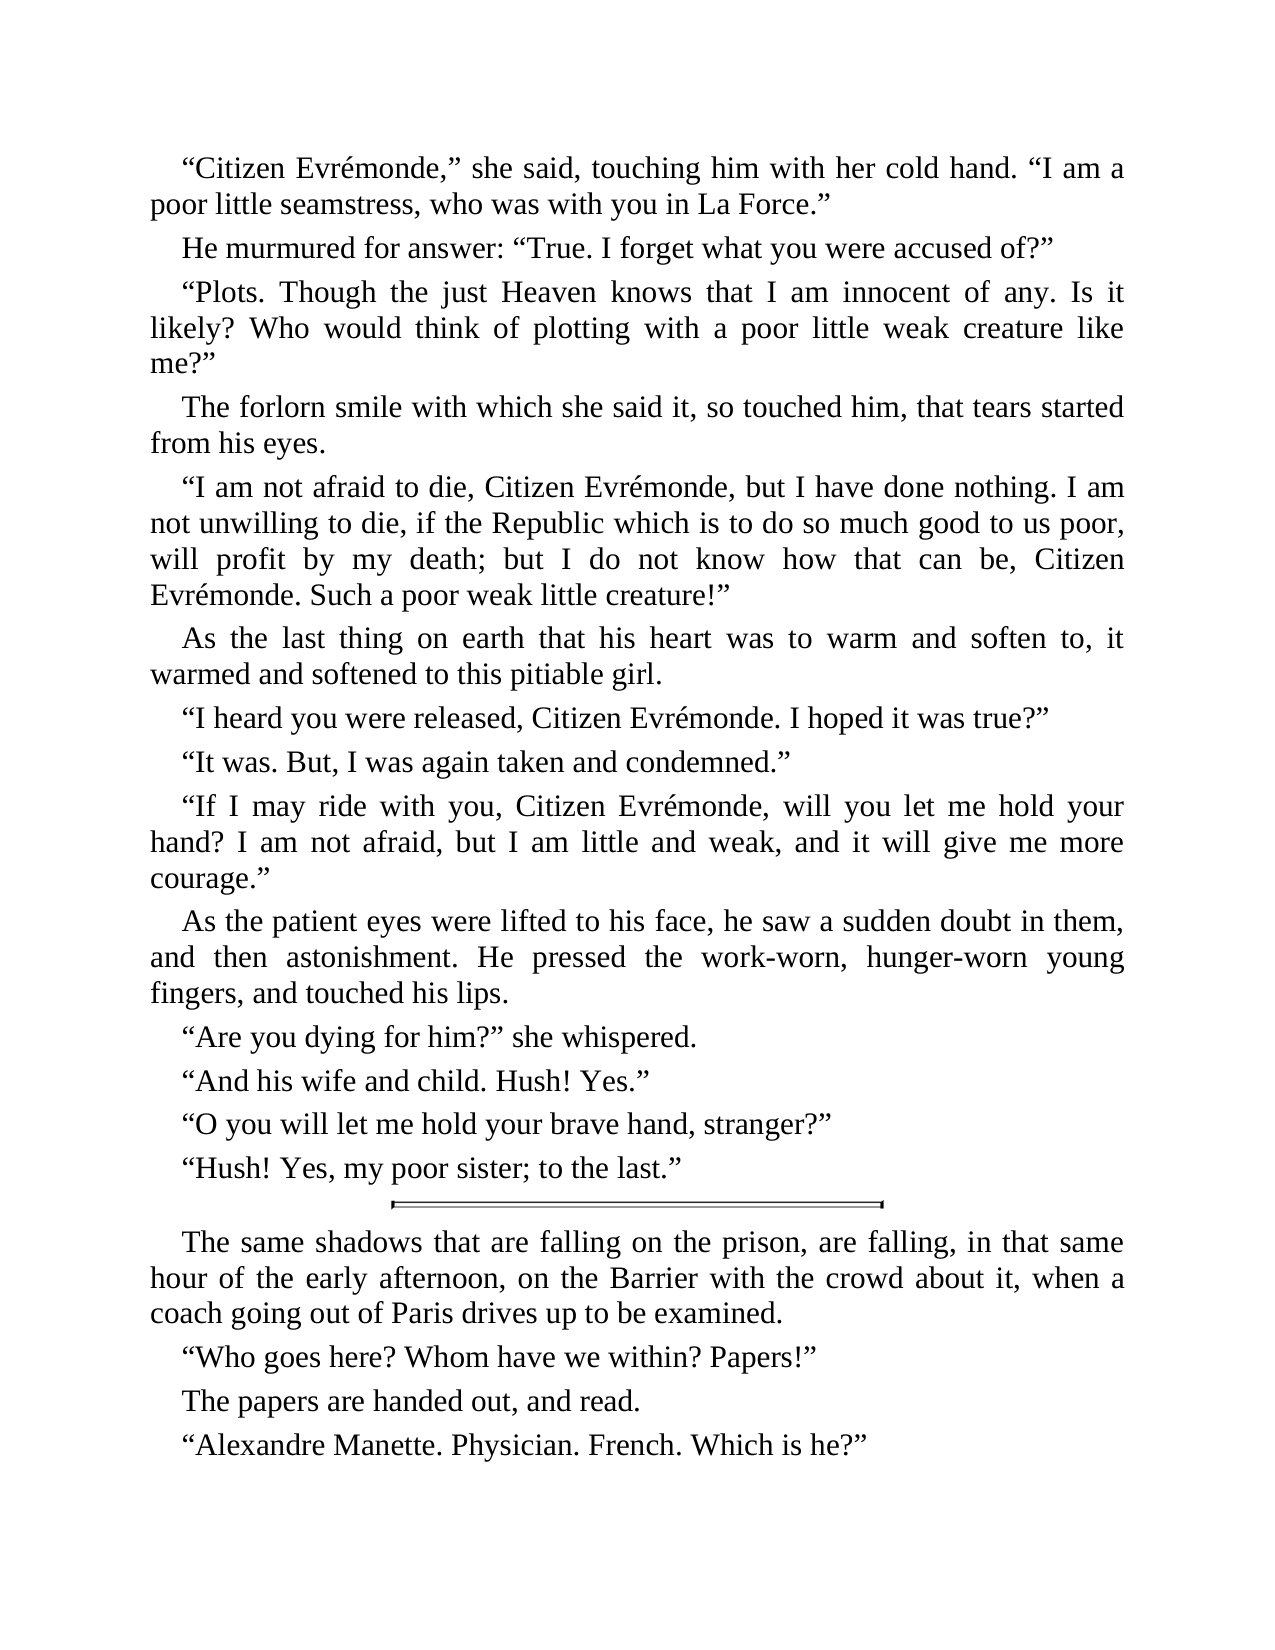 “Citizen Evrémonde,” she said, touching him with her cold hand. “I am a
poor little seamstress, who was with you in La Force.”
He murmured for answer: “True. I forget what you were accused of?”
“Plots. Though the just Heaven knows that I am innocent of any. Is it
likely? Who would think of plotting with a poor little weak creature like
me?”
The forlorn smile with which she said it, so touched him, that tears started
from his eyes.
“I am not afraid to die, Citizen Evrémonde, but I have done nothing. I am
not unwilling to die, if the Republic which is to do so much good to us poor,
will profit by my death; but I do not know how that can be, Citizen
Evrémonde. Such a poor weak little creature!”
As the last thing on earth that his heart was to warm and soften to, it
warmed and softened to this pitiable girl.
“I heard you were released, Citizen Evrémonde. I hoped it was true?”
“It was. But, I was again taken and condemned.”
“If I may ride with you, Citizen Evrémonde, will you let me hold your
hand? I am not afraid, but I am little and weak, and it will give me more
courage.”
As the patient eyes were lifted to his face, he saw a sudden doubt in them,
and then astonishment. He pressed the work-worn, hunger-worn young
fingers, and touched his lips.
“Are you dying for him?” she whispered.
“And his wife and child. Hush! Yes.”
“O you will let me hold your brave hand, stranger?”
“Hush! Yes, my poor sister; to the last.”
The same shadows that are falling on the prison, are falling, in that same
hour of the early afternoon, on the Barrier with the crowd about it, when a
coach going out of Paris drives up to be examined.
“Who goes here? Whom have we within? Papers!”
The papers are handed out, and read.
“Alexandre Manette. Physician. French. Which is he?”